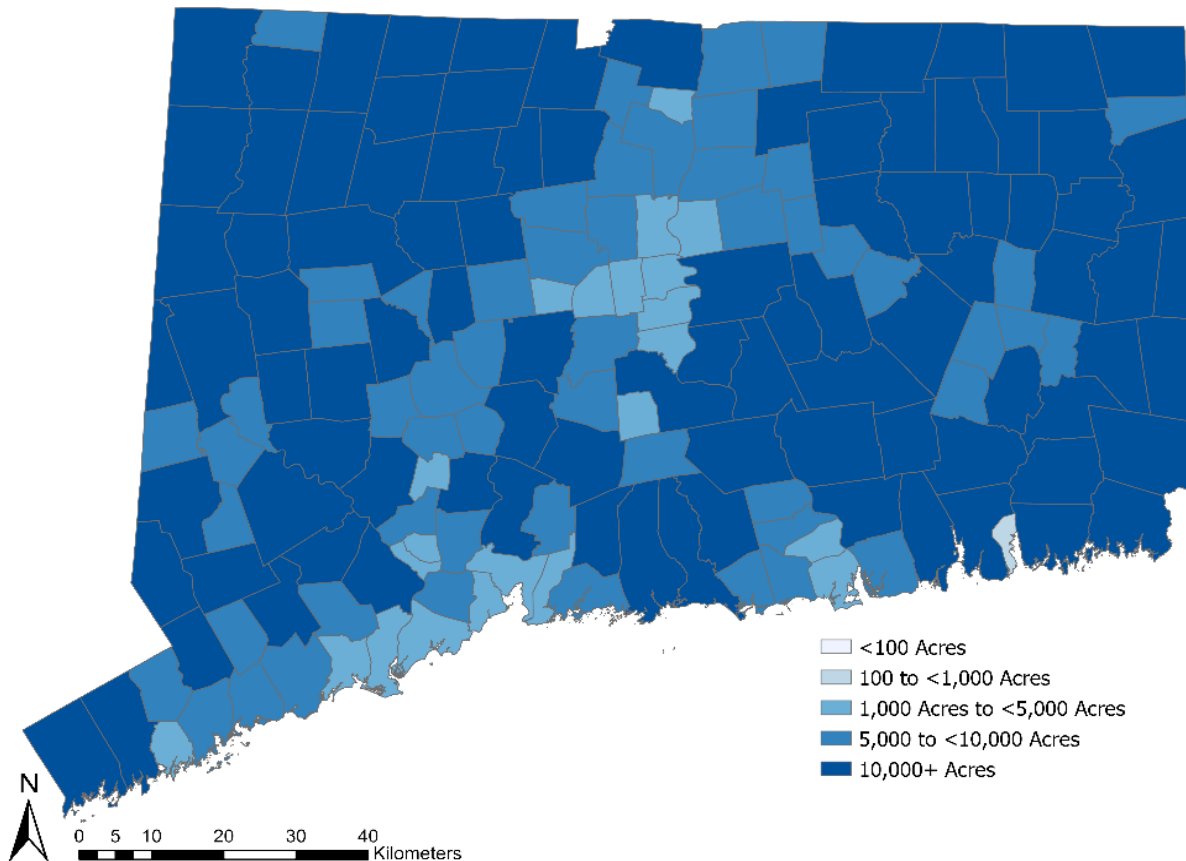 <100 Acres
100 to <1,000 Acres
1,000 Acres to <5,000 Acres
5,000 to <10,000 Acres
10,000+ Acres
N
0 5 10 20 30 40
Kilometers